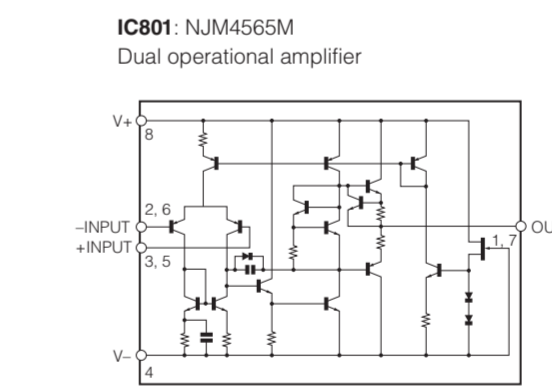 IC801: NJM4565M
Dual operational amplifier
V+
8
2, 6
–INPUT
+INPUT
3, 5
1, 7
OU
V–
4